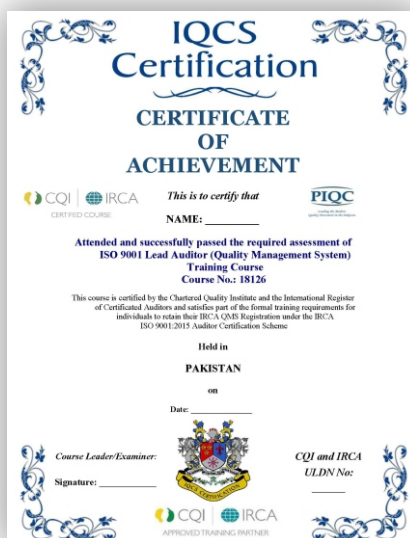 IQCS
Certification
CERTIFICATE
OF
ACHIEVEMENT
CQI IRCA
CERTIFIED COURSE
This is to certify that
PIQC
NAME:
Attended and successfully passed the required assessment of
ISO 9001 Lead Auditor (Quality Management System)
Training Course
Course No.: 18126
This course is certified by the Chartered Quality Institute and the International Register
of Certificated Auditors and satisfies part of the formal training requirements for
individuals to retain their IRCA QMS Registration under the IRCA
ISO 9001:2015 Auditor Certification Scheme
Held in
PAKISTAN
on
Date:
Course Leader/Examiner:
Signature:
IQCS CERTIFICATION
CQI and IRCA
ULDN No:
CQI IRCA
APPROVED TRAINING PARTNER